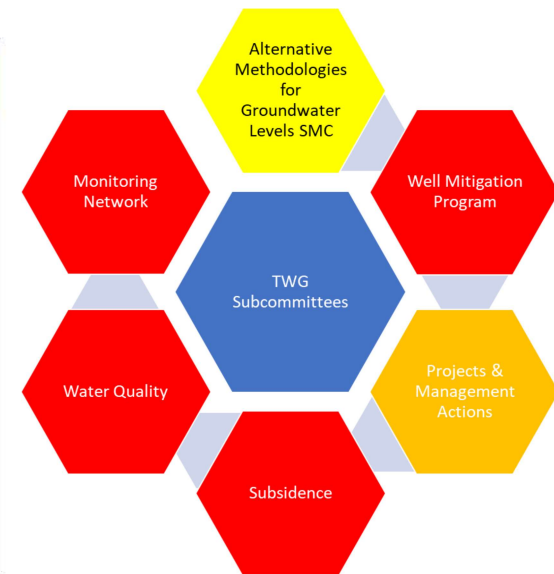 Alternative
Methodologies
for
Groundwater
Levels SMC
Monitoring
Network
Well Mitigation
Program
TWG
Subcommittees
Water Quality
Projects &
Management
Actions
Subsidence